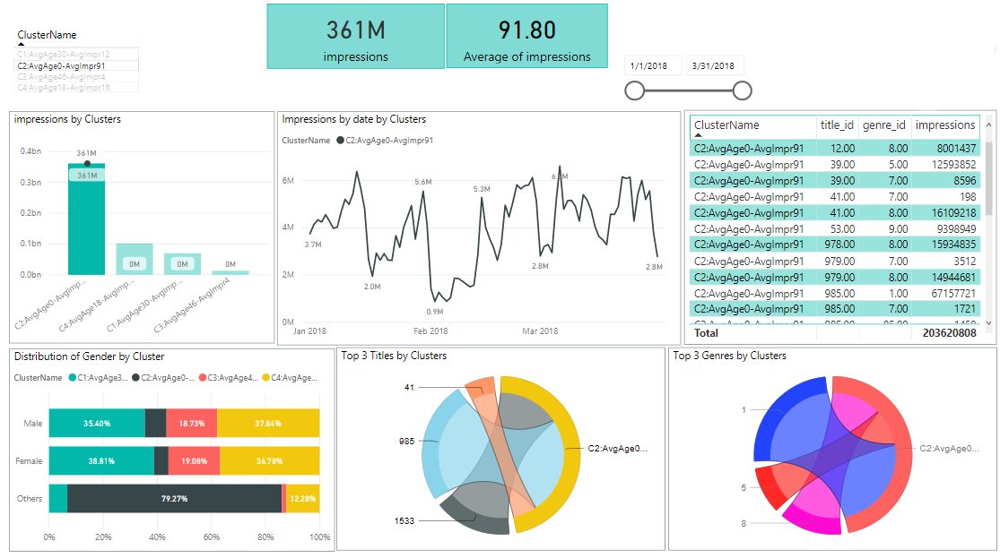 ClusterName
C1:AvgAge30-AvgImpr12
C2:AvgAge0-AvgImpr91
C3:AvgAge46-AvgImpr4
C4:AvgAge18-AvgImpr16
361M
impressions
91.80
Average of impressions
1/1/2018 3/31/2018
impressions by Clusters
0.4bn
0.3bn
0.2bn
0.1bn
0.0bn
361M
361M
0M
0M
0M
C2:AvgAge0-AvgImp...
C4:AvgAge18-AvgImp...
C1:AvgAge30-AvgImp...
C3:AvgAge46-AvgImpr4
Impressions by date by Clusters
ClusterName C2:AvgAge0-AvgImpr91
6M
4M
2M
0M
3.7M
2.0M
5.6M
0.9M
5.3M
2.8M
2.8M
Jan 2018 Feb 2018 Mar 2018
ClusterName title_id genre_id impressions
C2:AvgAge0-AvgImpr91 12.00 8.00 8001437
C2:AvgAge0-AvgImpr91 39.00 5.00 12593852
C2:AvgAge0-AvgImpr91 39.00 7.00 8596
C2:AvgAge0-AvgImpr91 41.00 7.00 198
C2:AvgAge0-AvgImpr91 41.00 8.00 16109218
C2:AvgAge0-AvgImpr91 53.00 9.00 9398949
C2:AvgAge0-AvgImpr91 978.00 8.00 15934835
C2:AvgAge0-AvgImpr91 979.00 7.00 3512
C2:AvgAge0-AvgImpr91 979.00 8.00 14944681
C2:AvgAge0-AvgImpr91 985.00 1.00 67157721
C2:AvgAge0-AvgImpr91 985.00 7.00 1721
Total 203620808
Distribution of Gender by Cluster
ClusterName C1:AvgAge3... C2:AvgAge0-... C3:AvgAge4... C4:AvgAge...
Male 35.40% 18.73% 37.84%
Female 38.81% 19.08% 36.78%
Others 79.27% 12.28%
0% 20% 40% 60% 80% 100%
Top 3 Titles by Clusters
41
985
1533
C2:AvgAge0...
Top 3 Genres by Clusters
1
5
8
C2:AvgAge0...